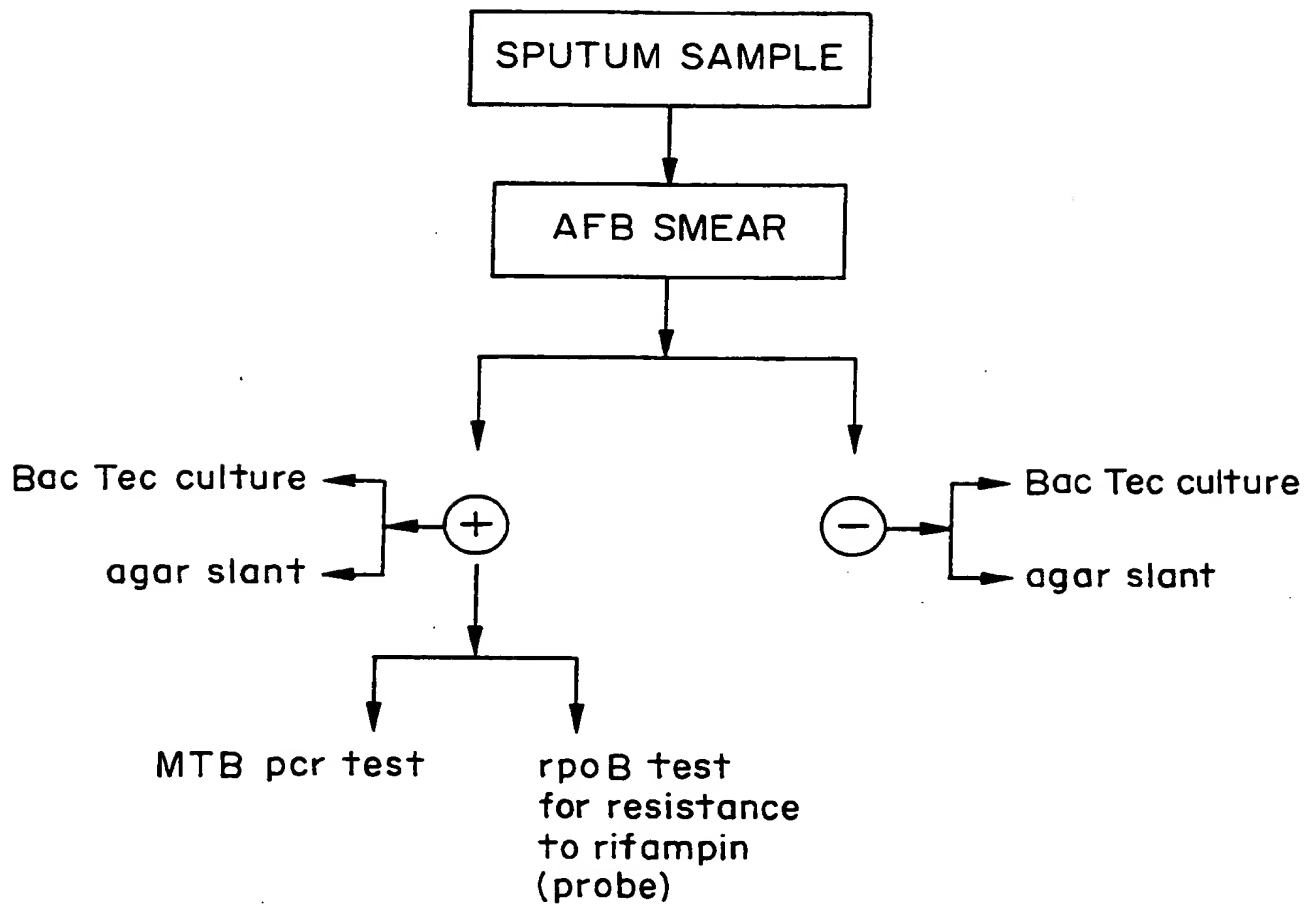 SPUTUM SAMPLE
AFB SMEAR
Bac Tec culture
agar slant
+
−
Bac Tec culture
agar slant
MTB pcr test
rpoB test
for resistance
to rifampin
(probe)